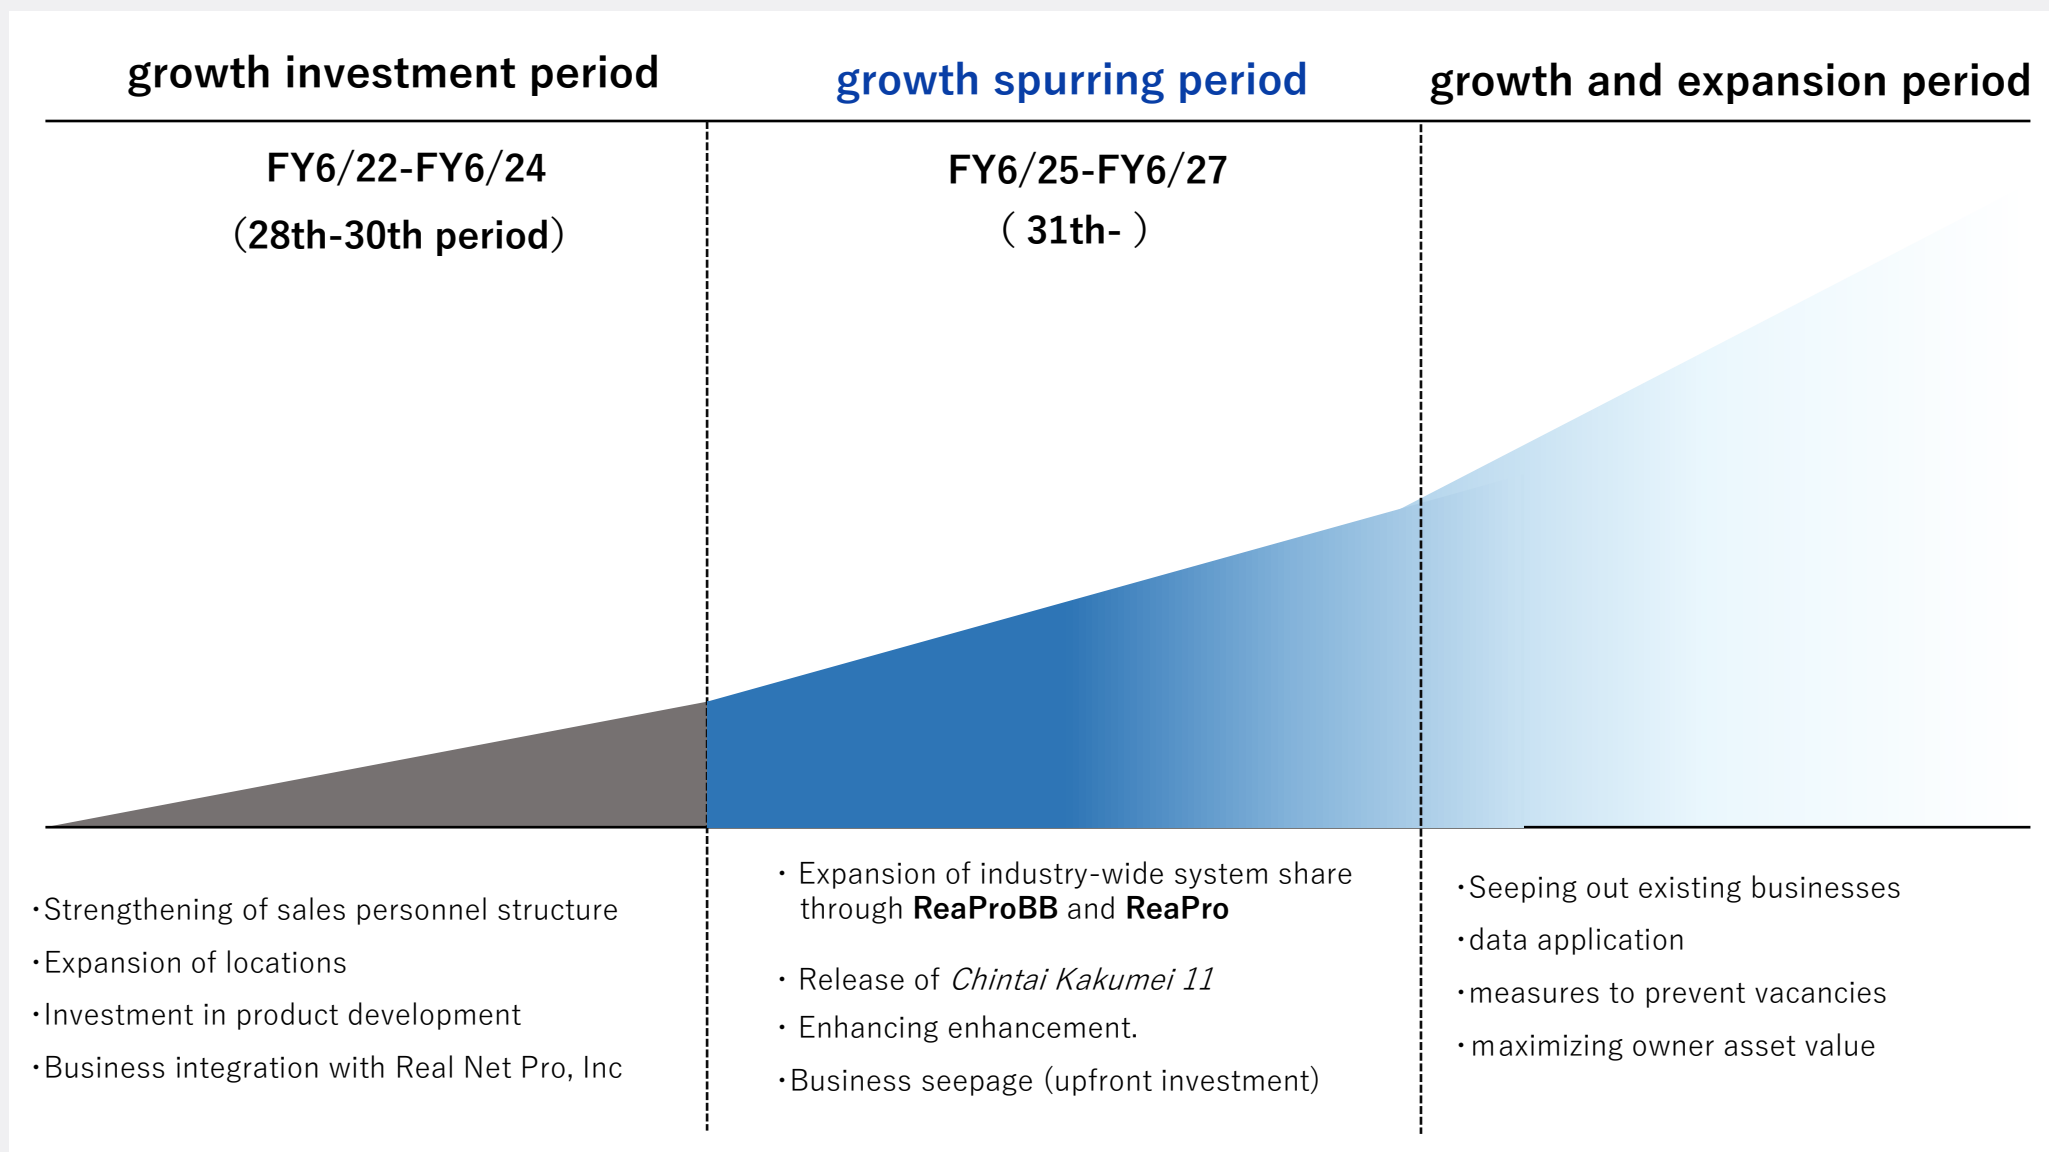 growth investment period
growth spurring period
growth and expansion period
FY6/22-FY6/24
（28th-30th period）
FY6/25-FY6/27
（ 31th- ）
・Strengthening of sales personnel structure
・Expansion of locations
・Investment in product development
・Business integration with Real Net Pro, Inc
・ Expansion of industry-wide system share
through ReaProBB and ReaPro
・ Release of Chintai Kakumei 11
・ Enhancing enhancement.
・Business seepage (upfront investment)
・Seeping out existing businesses
・data application
・measures to prevent vacancies
・maximizing owner asset value